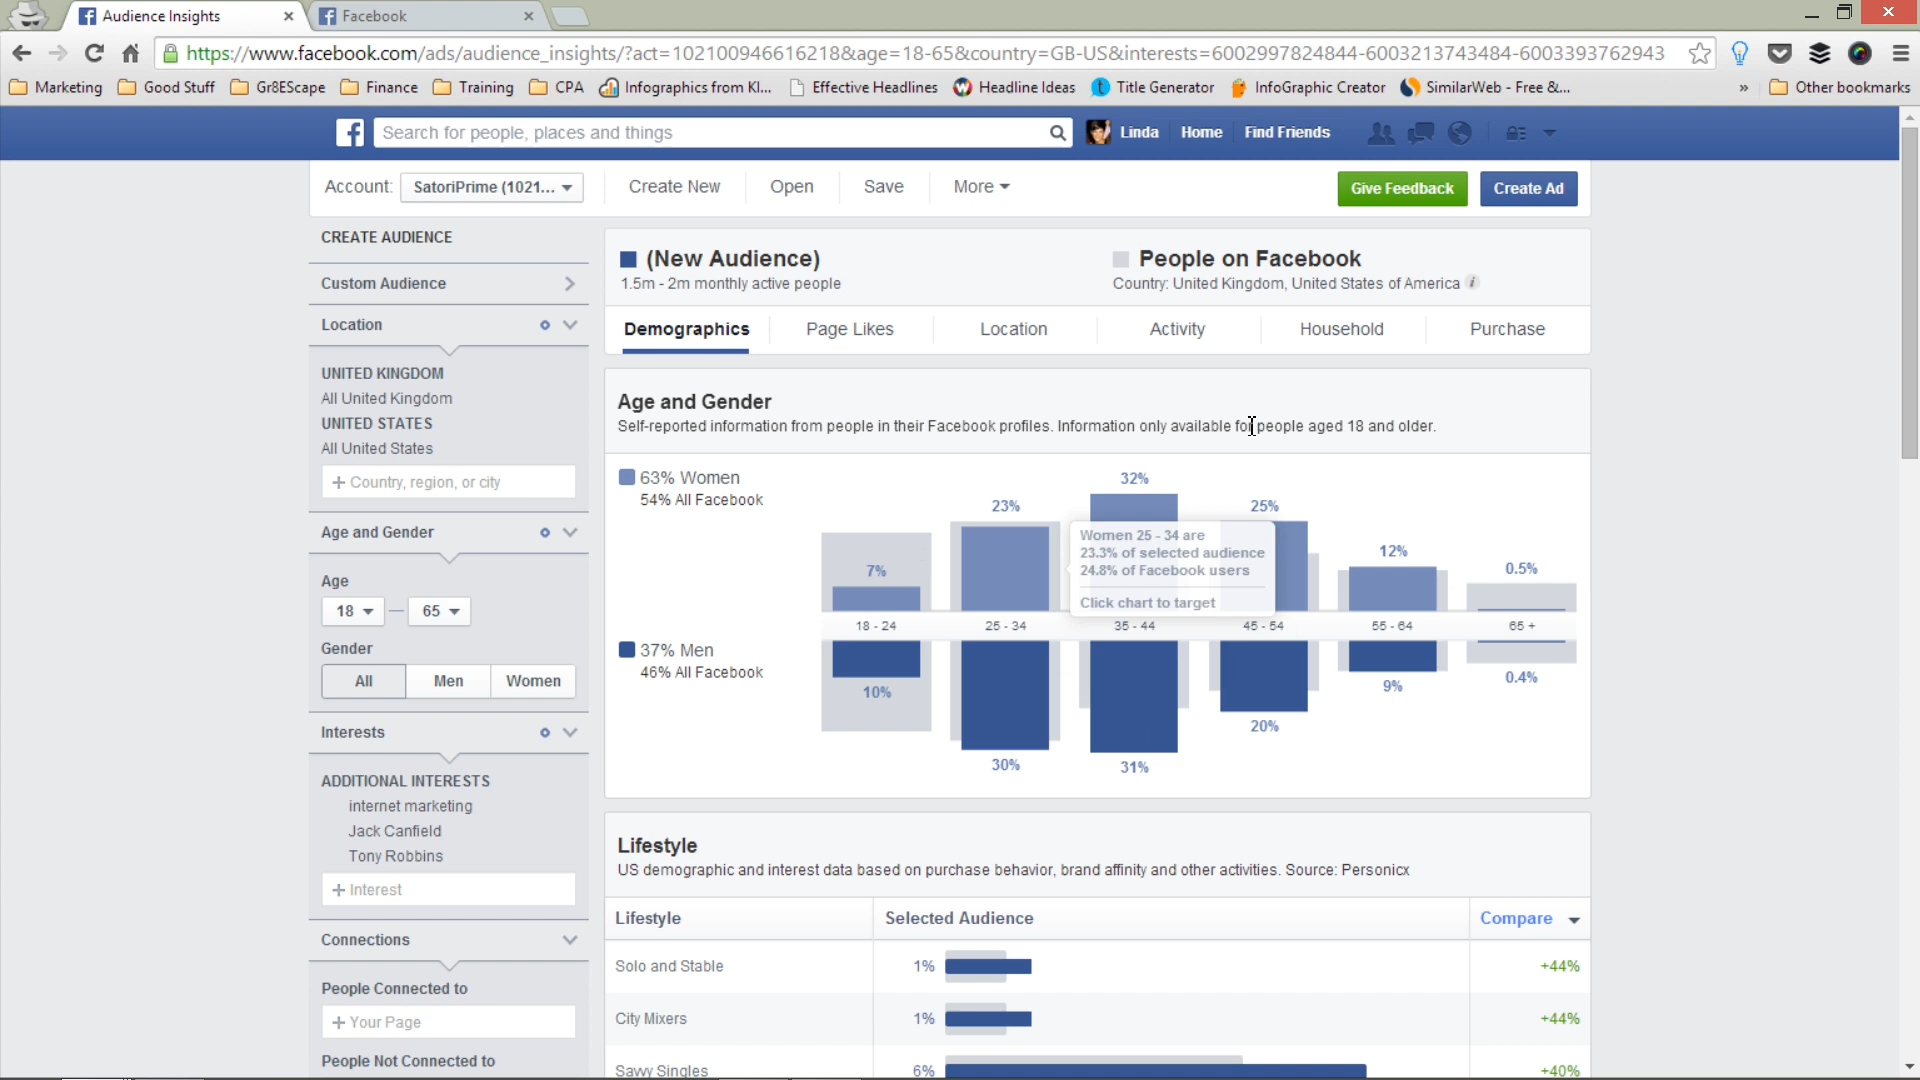 Audience Insights
Facebook
https://www.facebook.com/ads/audience_insights/?act=102100946616218&age=18-65&country=GB-US&interests=6002997824844-6003213743484-6003393762943
Marketing Good Stuff Gr8EScape Finance Training CPA Infographics from Kl... Effective Headlines Headline Ideas Title Generator InfoGraphic Creator SimilarWeb - Free &... » Other bookmarks
Search for people, places and things
Linda Home Find Friends
Account: SatoriPrime (1021... Create New Open Save More Give Feedback Create Ad
CREATE AUDIENCE
Custom Audience
Location
UNITED KINGDOM
All United Kingdom
UNITED STATES
All United States
+ Country, region, or city
Age and Gender
Age
18 — 65
Gender
All Men Women
Interests
ADDITIONAL INTERESTS
internet marketing
Jack Canfield
Tony Robbins
+ Interest
Connections
People Connected to
+ Your Page
People Not Connected to
(New Audience)
1.5m - 2m monthly active people
People on Facebook
Country: United Kingdom, United States of America i
Demographics Page Likes Location Activity Household Purchase
Age and Gender
Self-reported information from people in their Facebook profiles. Information only available for people aged 18 and older.
63% Women
54% All Facebook
7% 23% 32% 25% 12% 0.5%
Women 25 - 34 are
23.3% of selected audience
24.8% of Facebook users
Click chart to target
18 - 24 25 - 34 35 - 44 45 - 54 55 - 64 65 +
37% Men
46% All Facebook
10% 30% 31% 20% 9% 0.4%
Lifestyle
US demographic and interest data based on purchase behavior, brand affinity and other activities. Source: Personicx
Lifestyle Selected Audience Compare
Solo and Stable 1% +44%
City Mixers 1% +44%
Savvy Singles 6% +40%